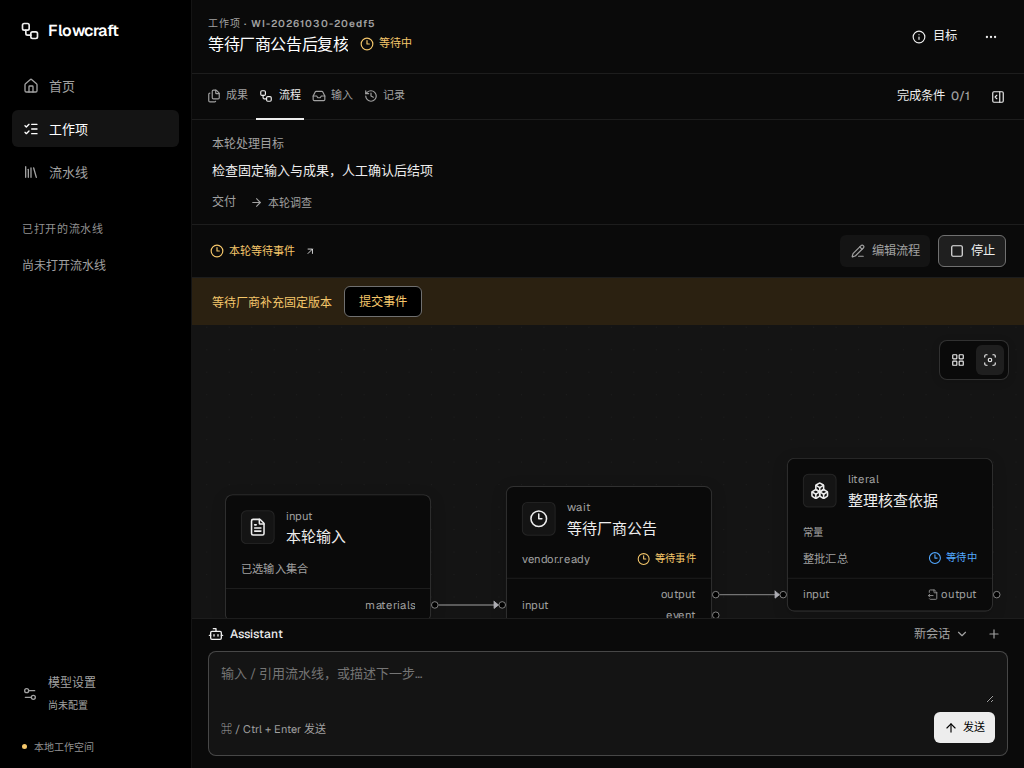 Flowcraft
首页
工作项
流水线
已打开的流水线
尚未打开流水线
模型设置
尚未配置
本地工作空间
工作项 · WI-20261030-20edf5
等待厂商公告后复核 等待中
目标
成果 流程 输入 记录
完成条件 0/1
本轮处理目标
检查固定输入与成果，人工确认后结项
交付 → 本轮调查
本轮等待事件
编辑流程 停止
等待厂商补充固定版本 提交事件
input
本轮输入
已选输入集合
materials
wait
等待厂商公告
vendor.ready 等待事件
output
input
event
literal
整理核查依据
常量
整批汇总 等待中
input output
Assistant
新会话
输入 / 引用流水线，或描述下一步…
⌘ / Ctrl + Enter 发送
发送